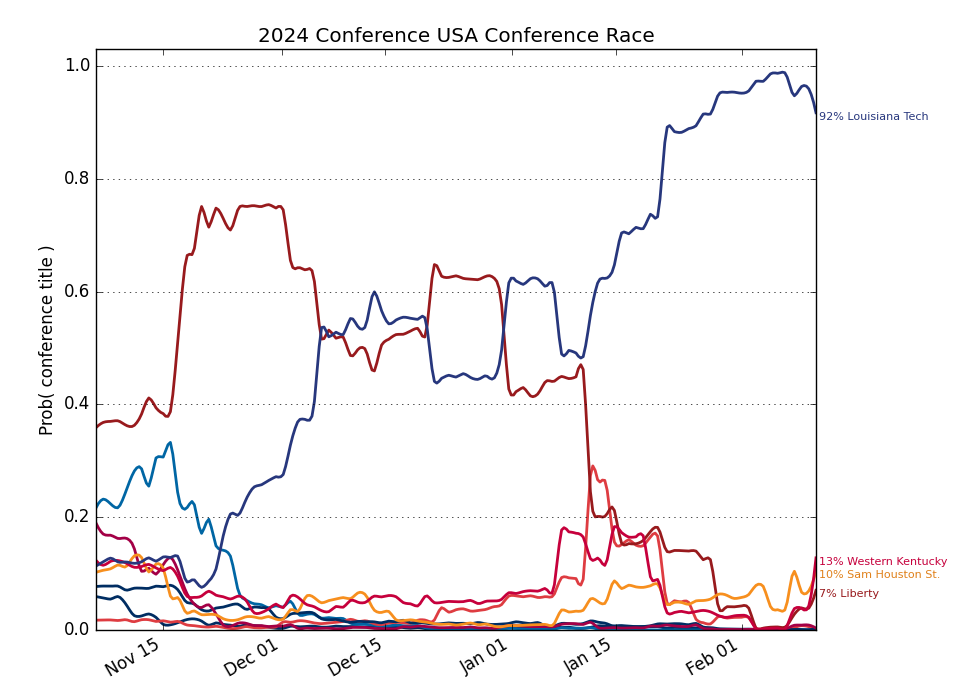 2024 Conference USA Conference Race
1.0
0.8
0.6
0.4
0.2
0.0
Prob( conference title )
92% Louisiana Tech
13% Western Kentucky
10% Sam Houston St.
7% Liberty
Nov 15
Dec 01
Dec 15
Jan 01
Jan 15
Feb 01